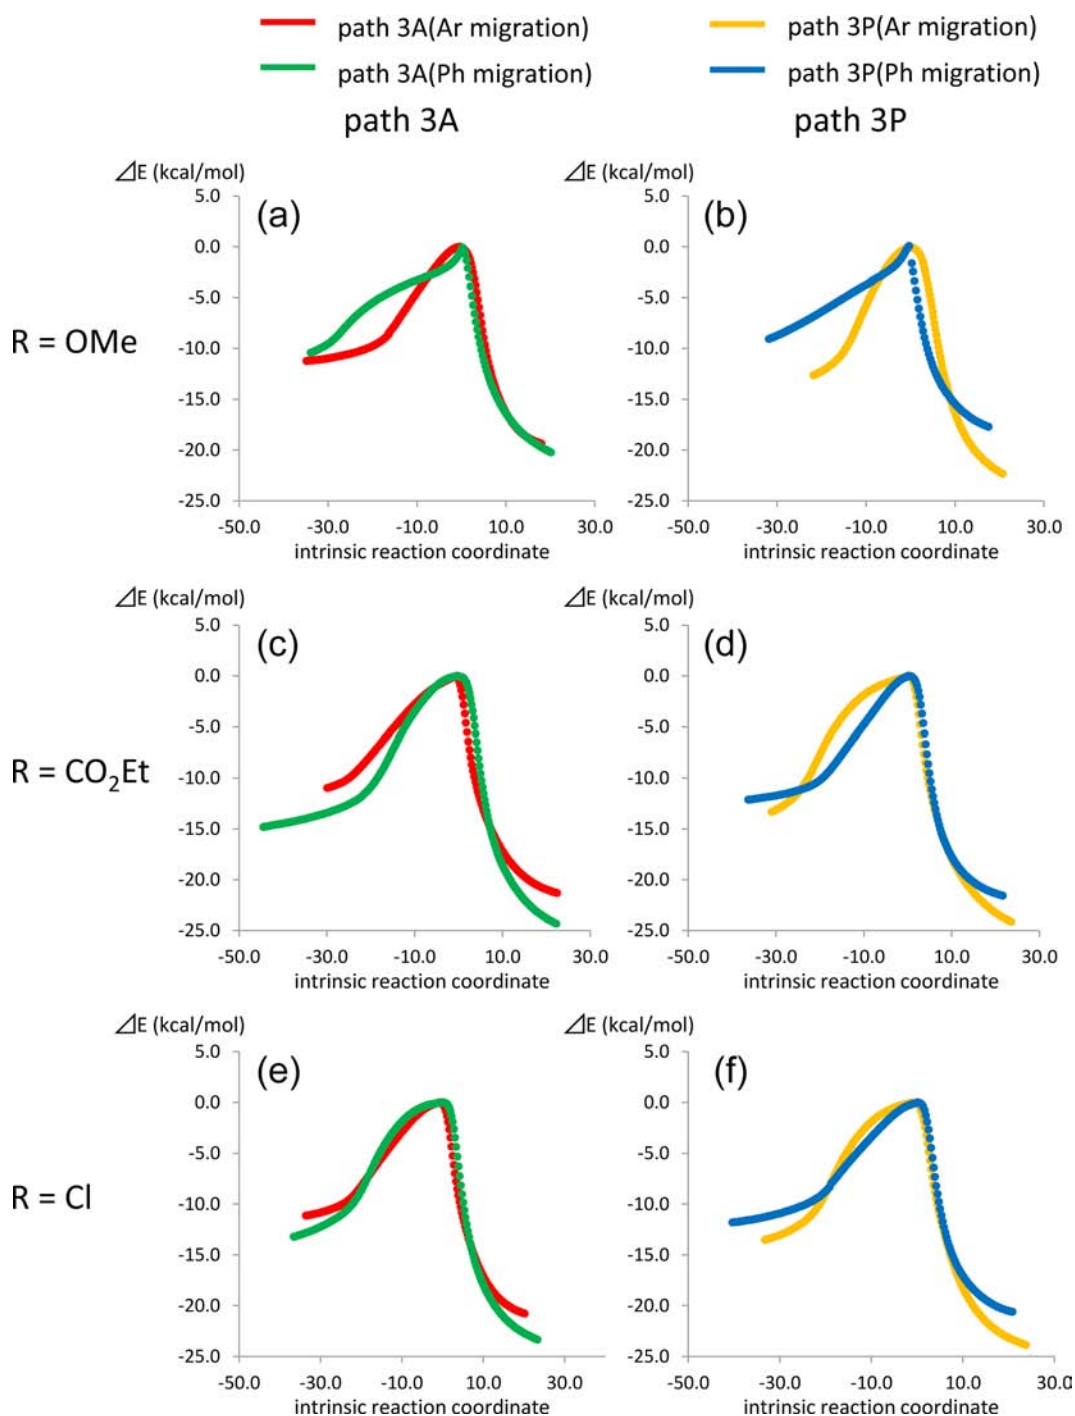 path 3A(Ar migration) path 3P(Ar migration)
path 3A(Ph migration) path 3P(Ph migration)
path 3A path 3P
⊿E (kcal/mol) ⊿E (kcal/mol)
R = OMe
(a)
5.0
0.0
-5.0
-10.0
-15.0
-20.0
-25.0
-50.0 -30.0 -10.0 10.0 30.0
intrinsic reaction coordinate
(b)
5.0
0.0
-5.0
-10.0
-15.0
-20.0
-25.0
-50.0 -30.0 -10.0 10.0 30.0
intrinsic reaction coordinate
⊿E (kcal/mol) ⊿E (kcal/mol)
R = CO₂Et
(c)
5.0
0.0
-5.0
-10.0
-15.0
-20.0
-25.0
-50.0 -30.0 -10.0 10.0 30.0
intrinsic reaction coordinate
(d)
5.0
0.0
-5.0
-10.0
-15.0
-20.0
-25.0
-50.0 -30.0 -10.0 10.0 30.0
intrinsic reaction coordinate
⊿E (kcal/mol) ⊿E (kcal/mol)
R = Cl
(e)
5.0
0.0
-5.0
-10.0
-15.0
-20.0
-25.0
-50.0 -30.0 -10.0 10.0 30.0
intrinsic reaction coordinate
(f)
5.0
0.0
-5.0
-10.0
-15.0
-20.0
-25.0
-50.0 -30.0 -10.0 10.0 30.0
intrinsic reaction coordinate